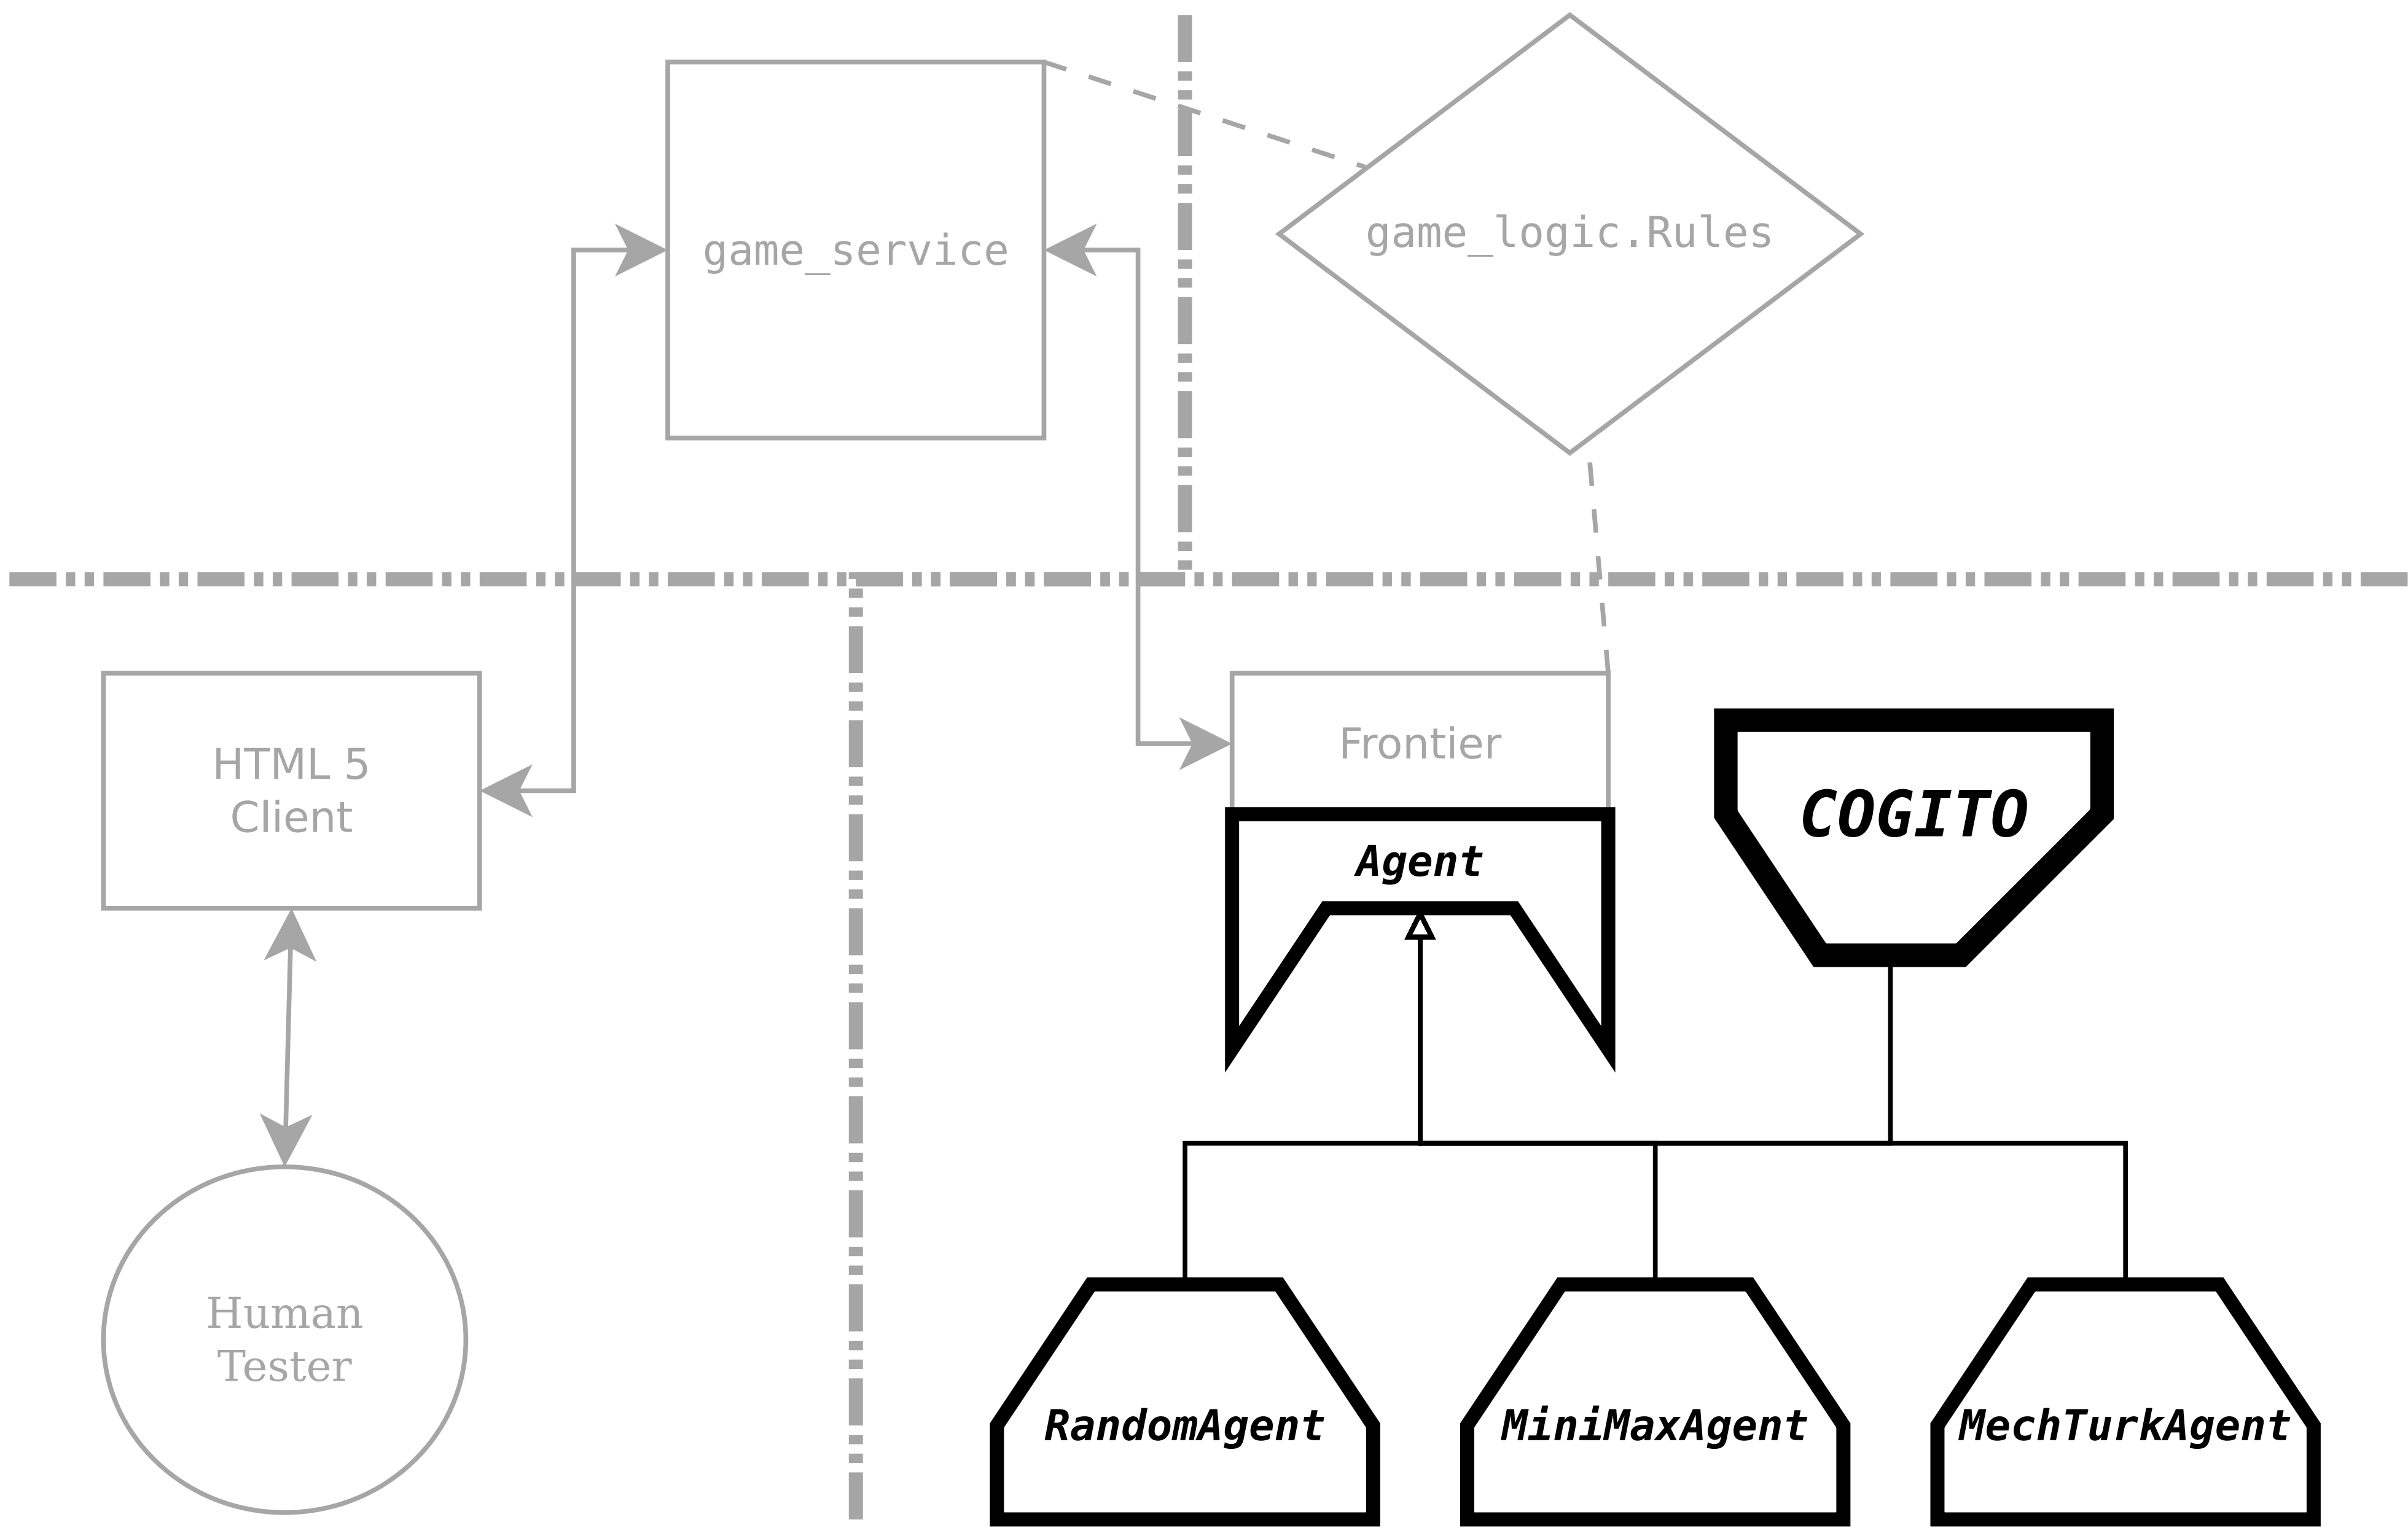 game_service
game_logic.Rules
HTML 5
Client
Frontier
COGITO
Agent
Human
Tester
RandomAgent
MiniMaxAgent
MechTurkAgent